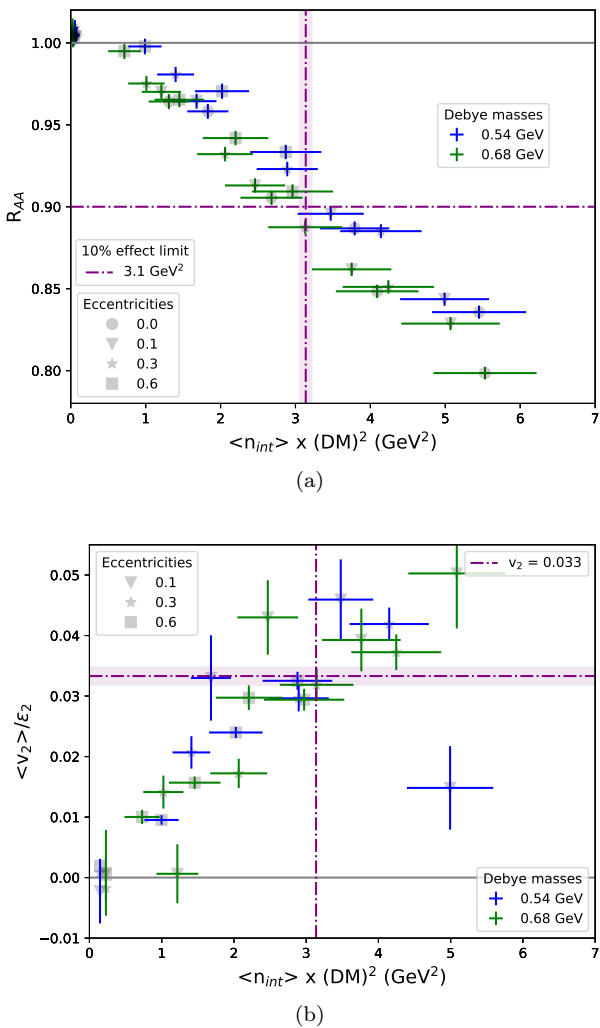 1.00
0.95
0.90
0.85
0.80
R_AA
Debye masses
0.54 GeV
0.68 GeV
10% effect limit
3.1 GeV²
Eccentricities
0.0
0.1
0.3
0.6
0 1 2 3 4 5 6 7
<n_int> x (DM)² (GeV²)
(a)
0.05
0.04
0.03
0.02
0.01
0.00
−0.01
<v₂>/ε₂
Eccentricities
0.1
0.3
0.6
v₂ = 0.033
Debye masses
0.54 GeV
0.68 GeV
0 1 2 3 4 5 6 7
<n_int> x (DM)² (GeV²)
(b)